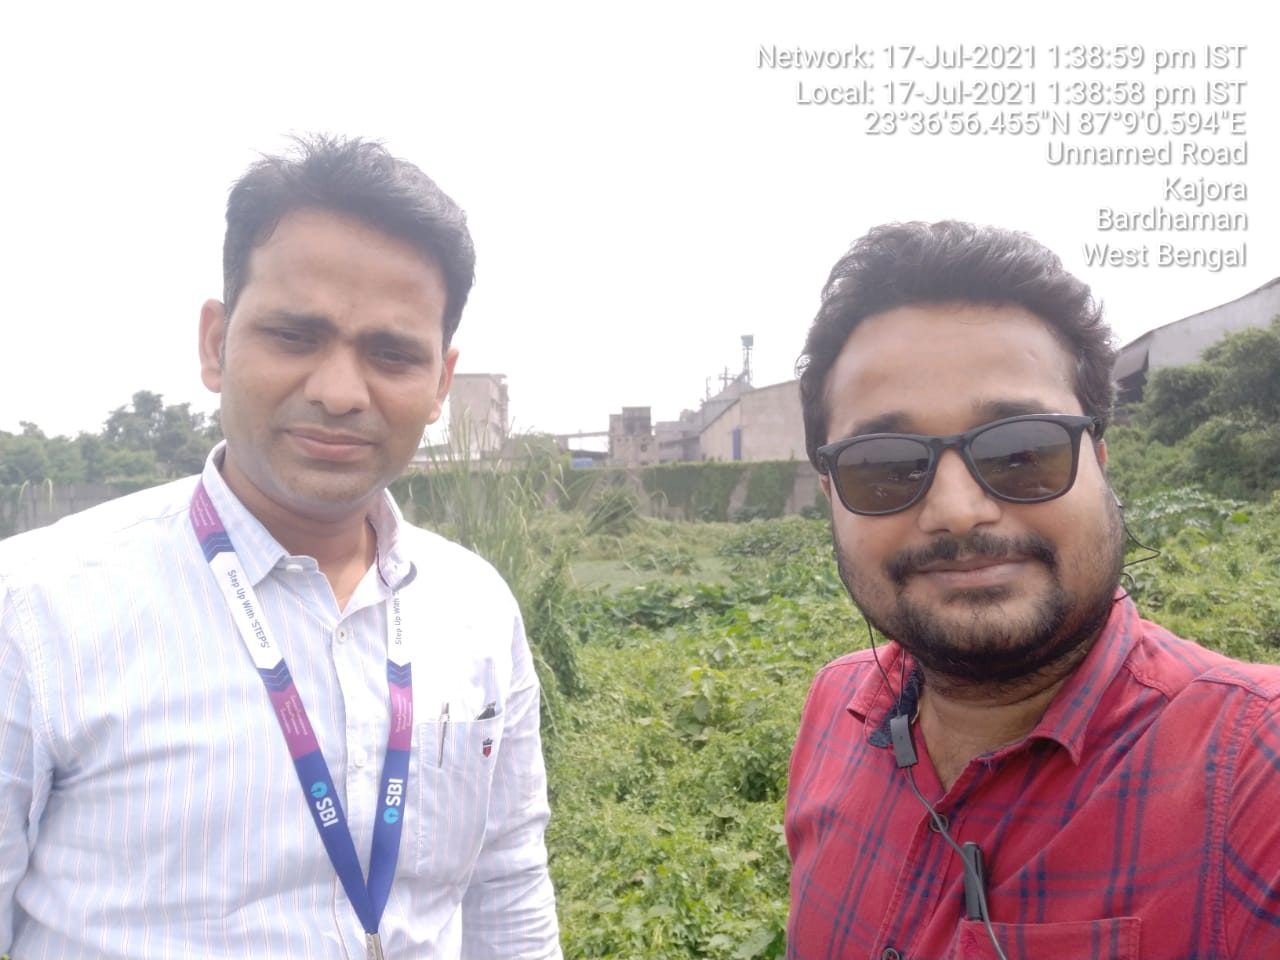 Network: 17-Jul-2021 1:38:59 pm IST
Local: 17-Jul-2021 1:38:58 pm IST
23°36'56.455"N 87°9'0.594"E
Unnamed Road
Kajora
Bardhaman
West Bengal
Step Up With 'STEPS'
Step Up With 'S
SBI
SBI